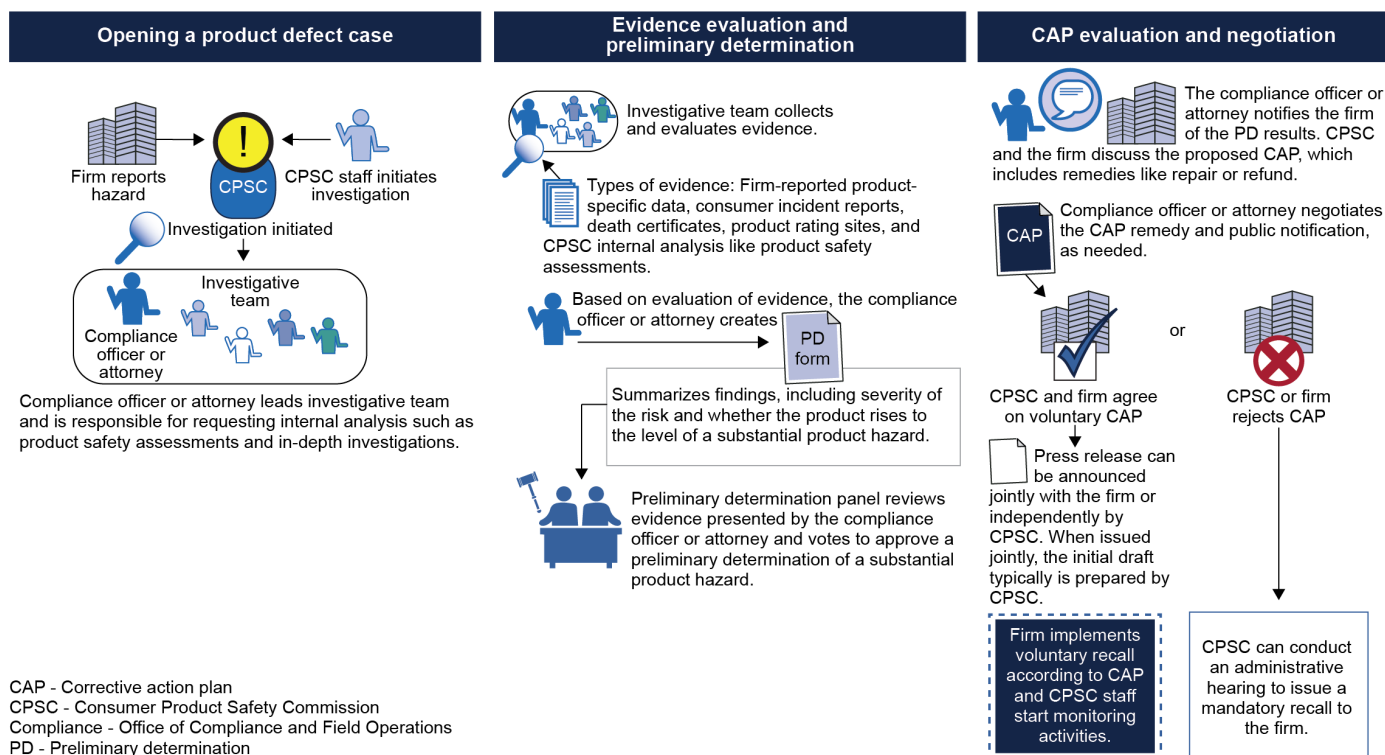 Opening a product defect case
Firm reports
hazard
!
CPSC
CPSC staff initiates
investigation
Investigation initiated
Investigative
team
Compliance
officer or
attorney
Compliance officer or attorney leads investigative team
and is responsible for requesting internal analysis such as
product safety assessments and in-depth investigations.
CAP - Corrective action plan
CPSC - Consumer Product Safety Commission
Compliance - Office of Compliance and Field Operations
PD - Preliminary determination
Evidence evaluation and
preliminary determination
Investigative team collects
and evaluates evidence.
Types of evidence: Firm-reported product-
specific data, consumer incident reports,
death certificates, product rating sites, and
CPSC internal analysis like product safety
assessments.
Based on evaluation of evidence, the compliance
officer or attorney creates
PD
form
Summarizes findings, including severity of
the risk and whether the product rises to
the level of a substantial product hazard.
Preliminary determination panel reviews
evidence presented by the compliance
officer or attorney and votes to approve a
preliminary determination of a substantial
product hazard.
CAP evaluation and negotiation
The compliance officer or
attorney notifies the firm
of the PD results. CPSC
and the firm discuss the proposed CAP, which
includes remedies like repair or refund.
CAP
Compliance officer or attorney negotiates
the CAP remedy and public notification,
as needed.
or
CPSC and firm agree
on voluntary CAP
CPSC or firm
rejects CAP
Press release can
be announced
jointly with the firm or
independently by
CPSC. When issued
jointly, the initial draft
typically is prepared by
CPSC.
Firm implements
voluntary recall
according to CAP
and CPSC staff
start monitoring
activities.
CPSC can conduct
an administrative
hearing to issue a
mandatory recall to
the firm.